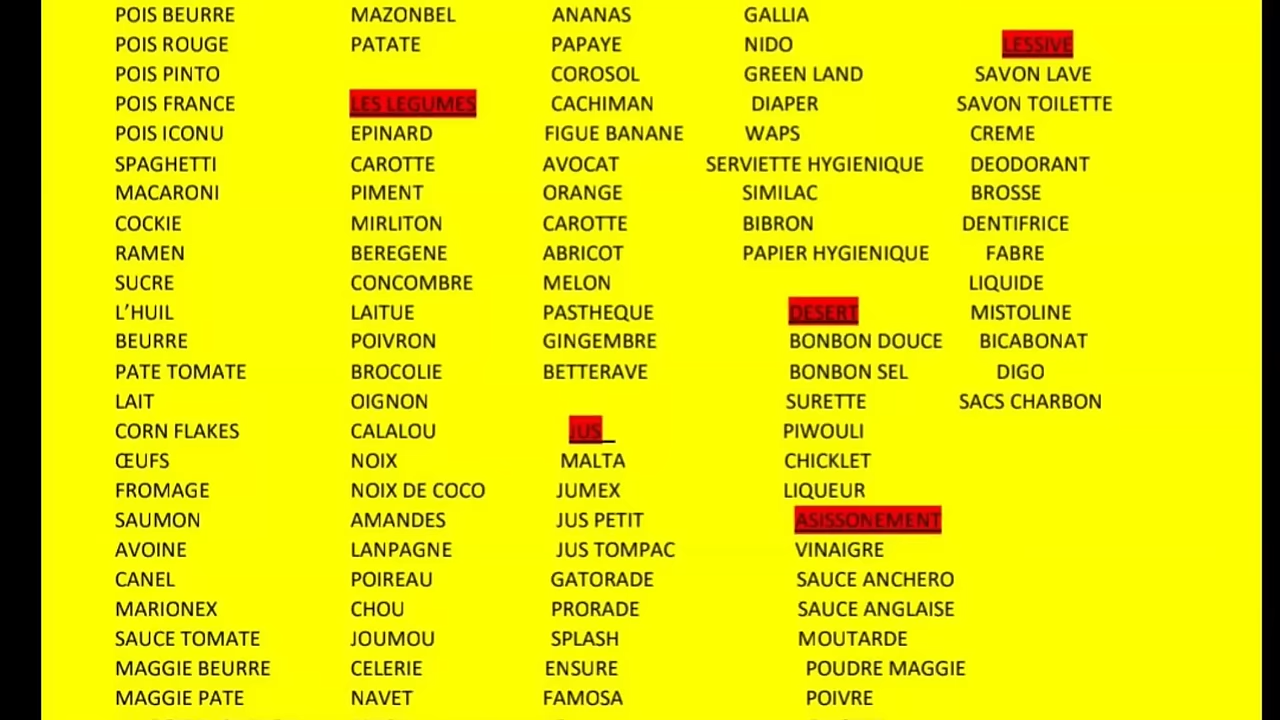 POIS BEURRE MAZONBEL ANANAS GALLIA
POIS ROUGE PATATE PAPAYE NIDO LESSIVE
POIS PINTO COROSOL GREEN LAND SAVON LAVE
POIS FRANCE LES LEGUMES CACHIMAN DIAPER SAVON TOILETTE
POIS ICONU EPINARD FIGUE BANANE WAPS CREME
SPAGHETTI CAROTTE AVOCAT SERVIETTE HYGIENIQUE DEODORANT
MACARONI PIMENT ORANGE SIMILAC BROSSE
COCKIE MIRLITON CAROTTE BIBRON DENTIFRICE
RAMEN BEREGENE ABRICOT PAPIER HYGIENIQUE FABRE
SUCRE CONCOMBRE MELON LIQUIDE
L’HUIL LAITUE PASTHEQUE DESERT MISTOLINE
BEURRE POIVRON GINGEMBRE BONBON DOUCE BICABONAT
PATE TOMATE BROCOLIE BETTERAVE BONBON SEL DIGO
LAIT OIGNON SURETTE SACS CHARBON
CORN FLAKES CALALOU JUS PIWOULI
ŒUFS NOIX MALTA CHICKLET
FROMAGE NOIX DE COCO JUMEX LIQUEUR
SAUMON AMANDES JUS PETIT ASISSONEMENT
AVOINE LANPAGNE JUS TOMPAC VINAIGRE
CANEL POIREAU GATORADE SAUCE ANCHERO
MARIONEX CHOU PRORADE SAUCE ANGLAISE
SAUCE TOMATE JOUMOU SPLASH MOUTARDE
MAGGIE BEURRE CELERIE ENSURE POUDRE MAGGIE
MAGGIE PATE NAVET FAMOSA POIVRE